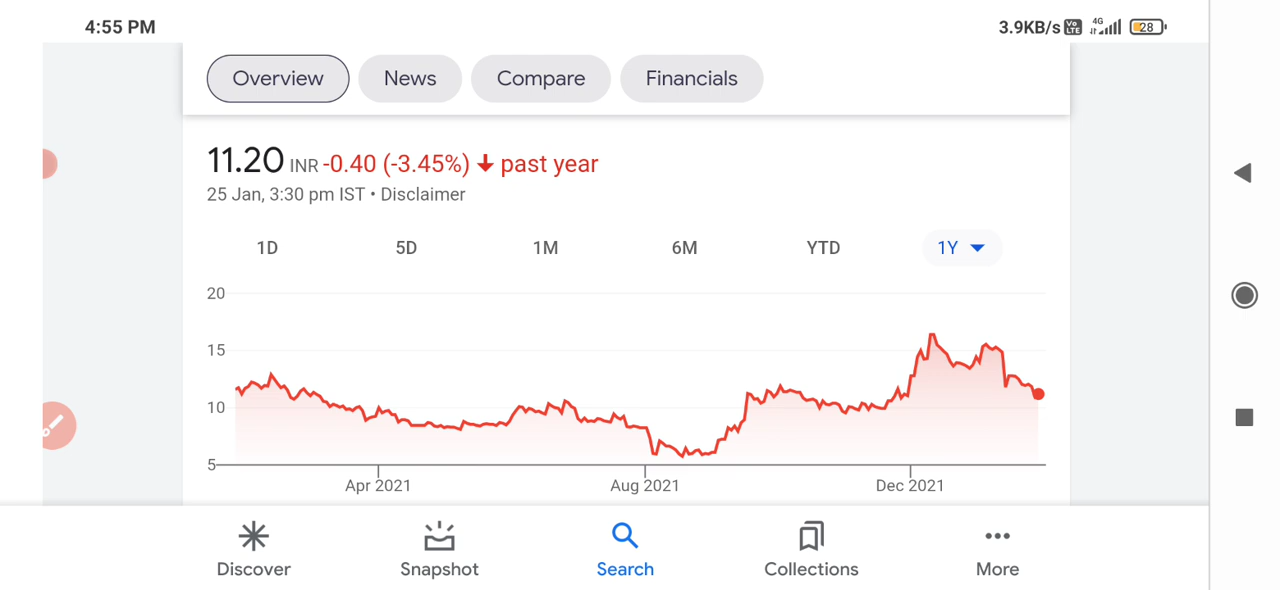 4:55 PM 3.9KB/s Vo LTE 4G 28
Overview News Compare Financials
11.20 INR -0.40 (-3.45%) ↓ past year
25 Jan, 3:30 pm IST • Disclaimer
1D 5D 1M 6M YTD 1Y
20
15
10
5
Apr 2021 Aug 2021 Dec 2021
Discover Snapshot Search Collections More